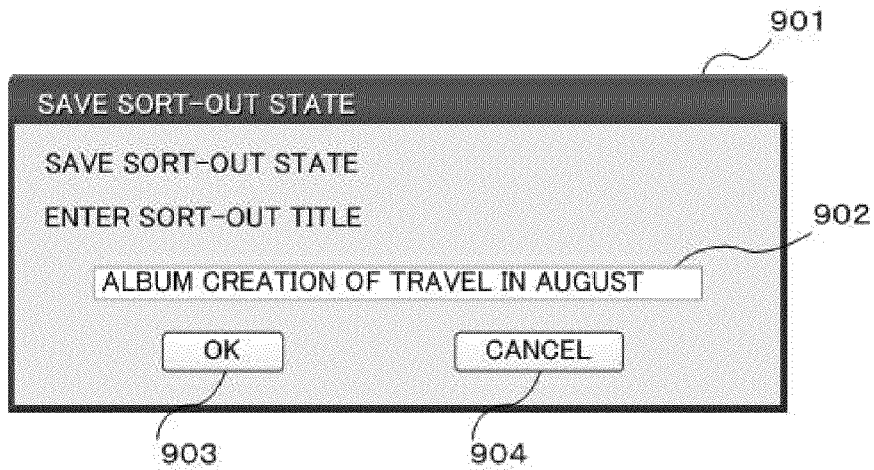 901
SAVE SORT-OUT STATE
SAVE SORT-OUT STATE
ENTER SORT-OUT TITLE
902
ALBUM CREATION OF TRAVEL IN AUGUST
OK CANCEL
903 904